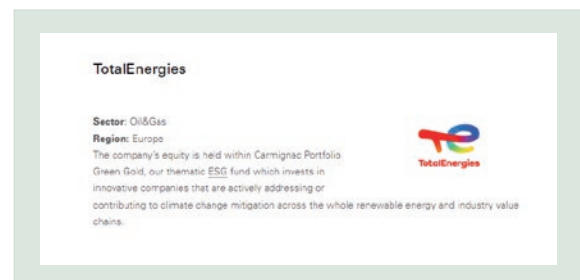 TotalEnergies
Sector: Oil&Gas
Region: Europe
The company's equity is held within Carmignac Portfolio
Green Gold, our thematic ESG fund which invests in
innovative companies that are actively addressing or
contributing to climate change mitigation across the whole renewable energy and industry value
chains.
TotalEnergies